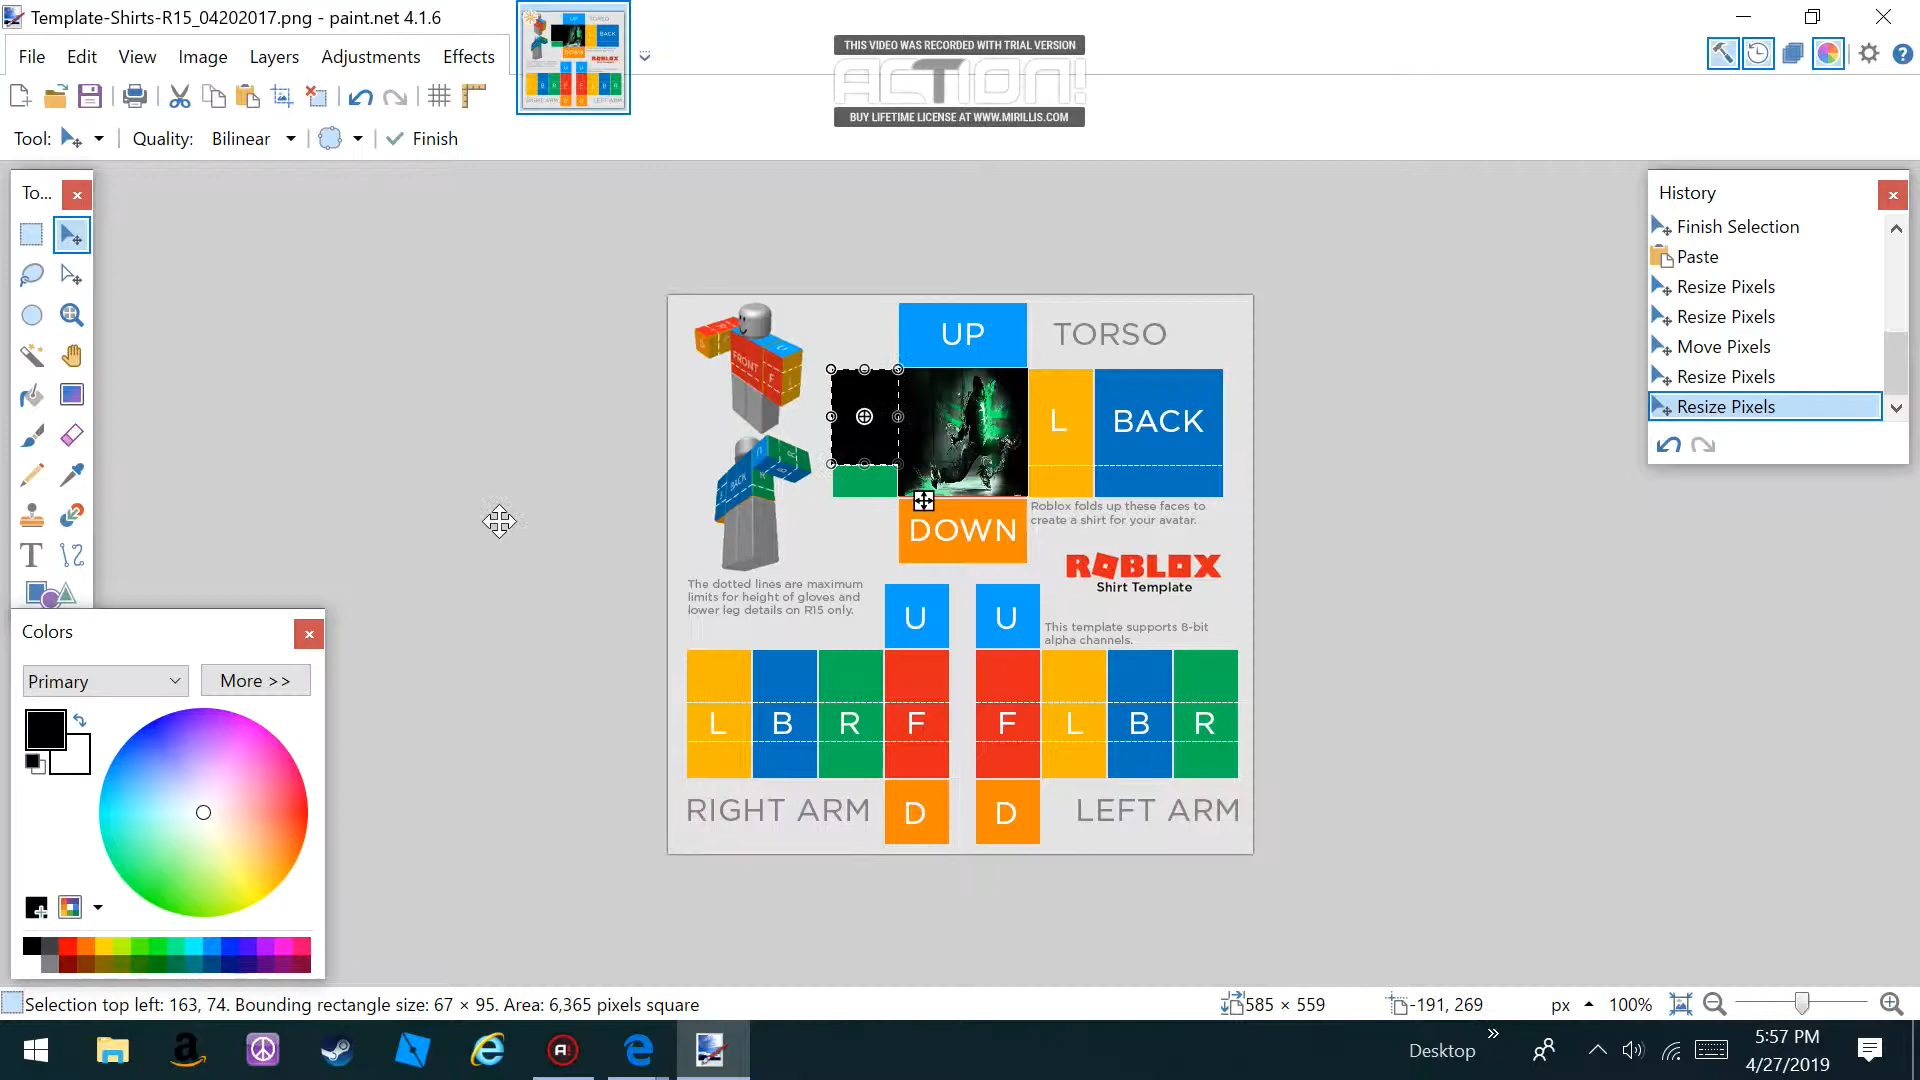 Template-Shirts-R15_04202017.png - paint.net 4.1.6
File Edit View Image Layers Adjustments Effects
THIS VIDEO WAS RECORDED WITH TRIAL VERSION
ACTION!
BUY LIFETIME LICENSE AT WWW.MIRILLIS.COM
Tool: Quality: Bilinear Finish
To...
History
Finish Selection
Paste
Resize Pixels
Resize Pixels
Move Pixels
Resize Pixels
Resize Pixels
UP TORSO
FRONT F
L BACK
BACK R
DOWN
Roblox folds up these faces to
create a shirt for your avatar.
ROBLOX
Shirt Template
The dotted lines are maximum
limits for height of gloves and
lower leg details on R15 only.
U U
This template supports 8-bit
alpha channels.
L B R F F L B R
RIGHT ARM D D LEFT ARM
Colors
Primary More >>
Selection top left: 163, 74. Bounding rectangle size: 67 × 95. Area: 6,365 pixels square
585 × 559 -191, 269 px 100%
Desktop
5:57 PM
4/27/2019